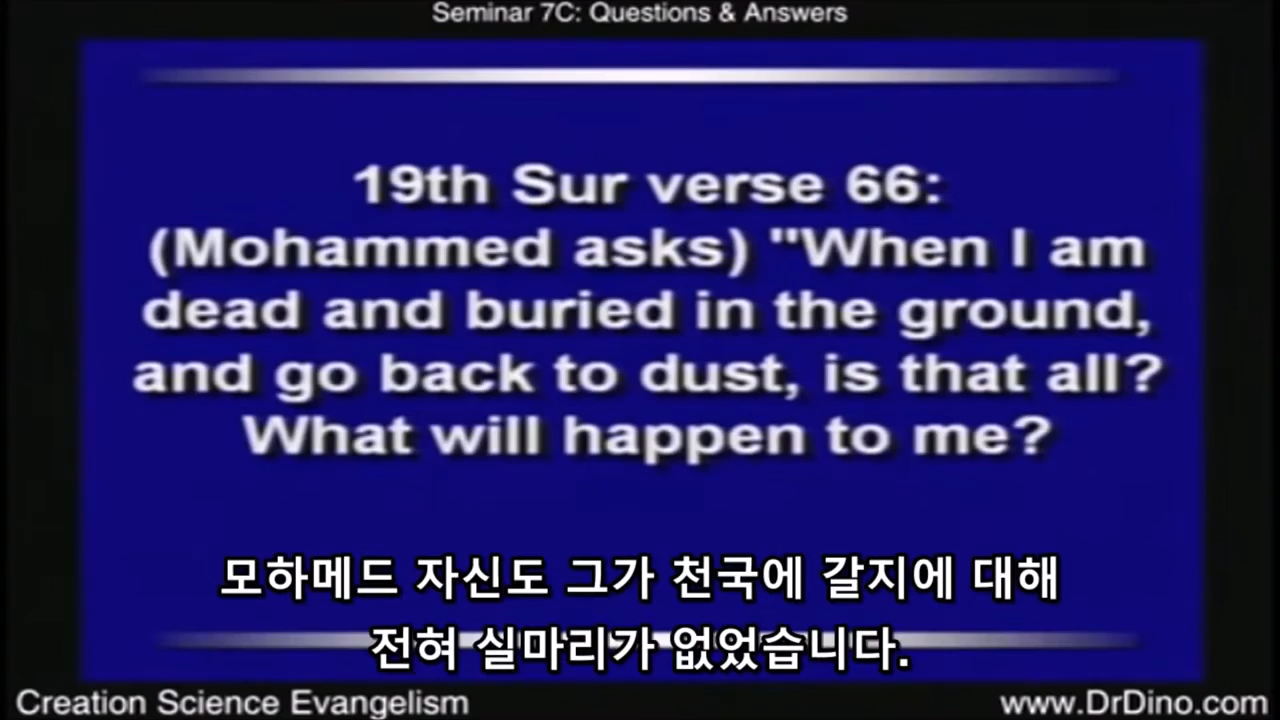 Seminar 7C: Questions & Answers
19th Sur verse 66:
(Mohammed asks) "When I am
dead and buried in the ground,
and go back to dust, is that all?
What will happen to me?
모하메드 자신도 그가 천국에 갈지에 대해
전혀 실마리가 없었습니다.
Creation Science Evangelism
www.DrDino.com